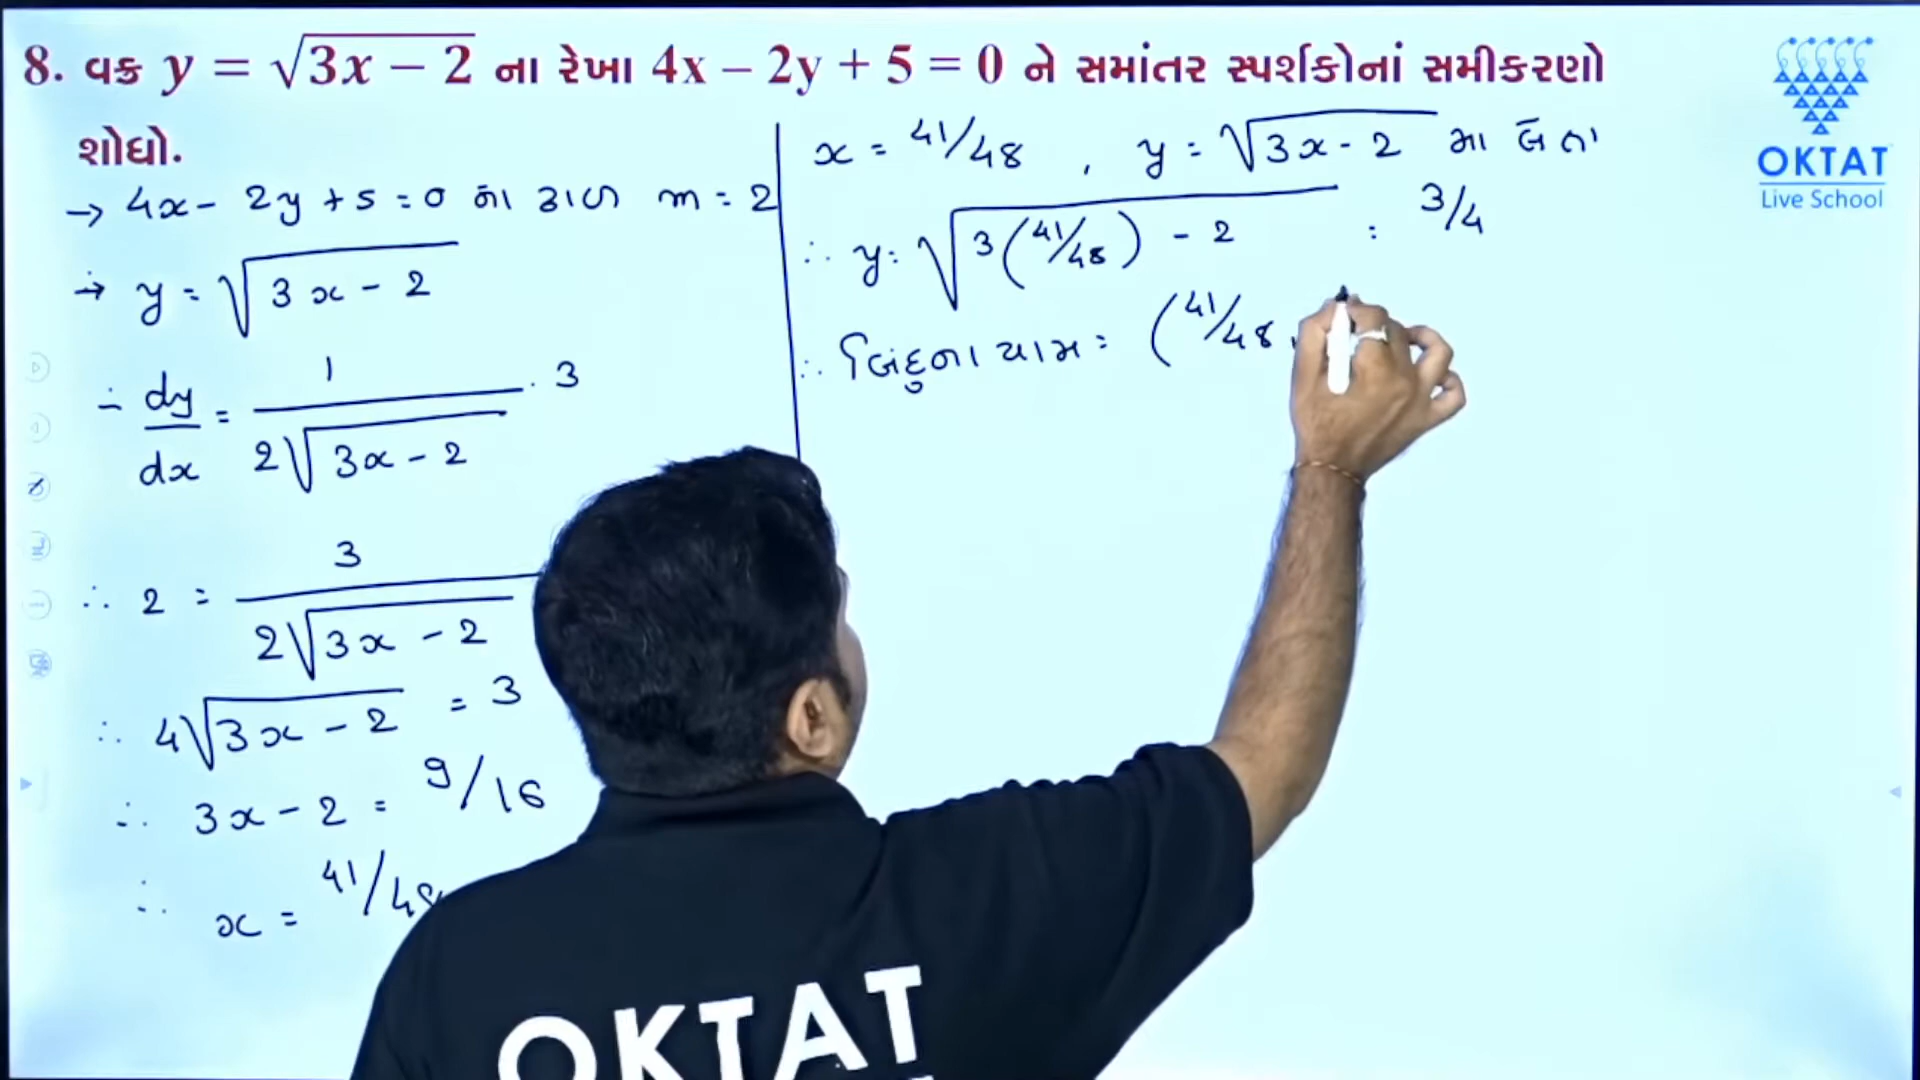 8. વક્ર y = √3x − 2 ના રેખા 4x – 2y + 5 = 0 ને સમાંતર સ્પર્શકોનાં સમીકરણો
શોધો.
→ 4x - 2y + 5 = 0 ના ઢાળ m = 2
→ y = √3x - 2
∴ dy/dx = 1/2√3x - 2 . 3
∴ 2 = 3/2√3x - 2
∴ 4√3x - 2 = 3
∴ 3x - 2 = 9/16
∴ x = 41/48
x = 41/48 , y = √3x - 2 મા લેતા
∴ y = √3(41/48) - 2 = 3/4
∴ બિંદુના યામ = (41/48,
OKTAT
Live School
OKTAT